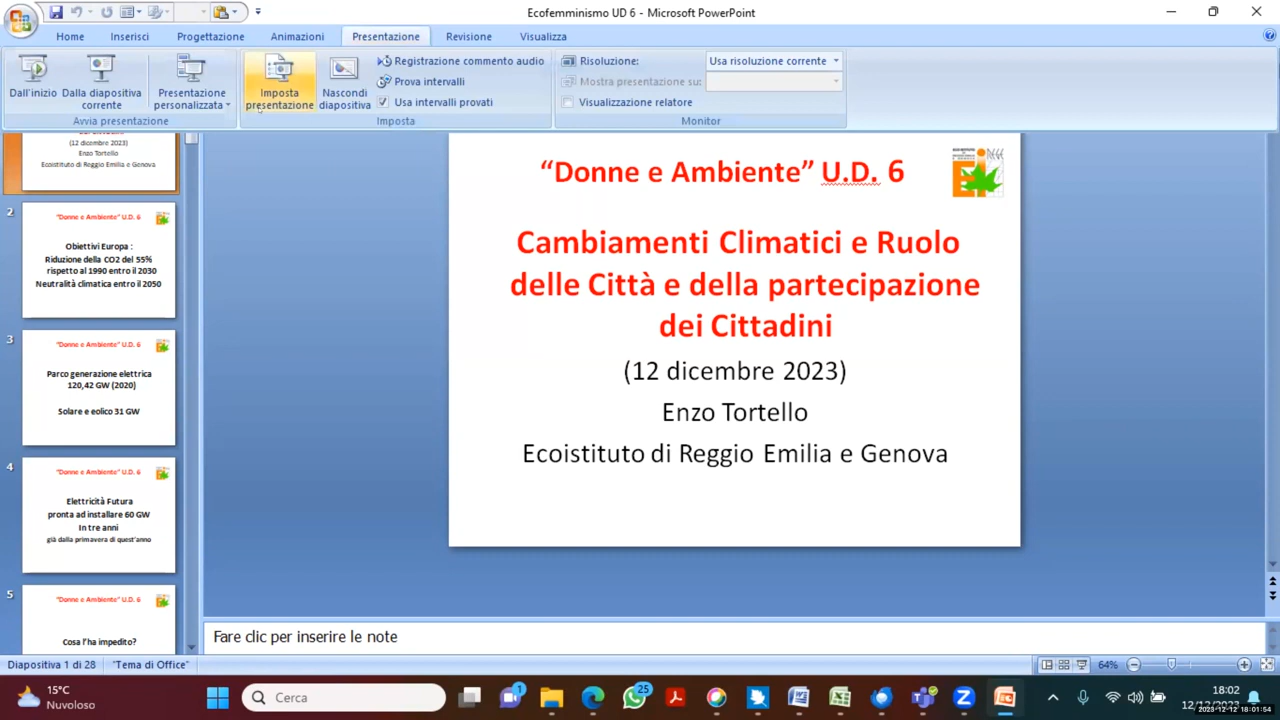 Ecofemminismo UD 6 - Microsoft PowerPoint
Home Inserisci Progettazione Animazioni Presentazione Revisione Visualizza
Dall'inizio
Dalla diapositiva corrente
Presentazione personalizzata
Avvia presentazione
Imposta presentazione
Nascondi diapositiva
Registrazione commento audio
Prova intervalli
Usa intervalli provati
Imposta
Risoluzione: Usa risoluzione corrente
Mostra presentazione su:
Visualizzazione relatore
Monitor
(12 dicembre 2023)
Enzo Tortello
Ecoistituto di Reggio Emilia e Genova
2
"Donne e Ambiente" U.D. 6
Obiettivi Europa :
Riduzione della CO2 del 55%
rispetto al 1990 entro il 2030
Neutralità climatica entro il 2050
3
"Donne e Ambiente" U.D. 6
Parco generazione elettrica
120,42 GW (2020)
Solare e eolico 31 GW
4
"Donne e Ambiente" U.D. 6
Elettricità Futura
pronta ad installare 60 GW
In tre anni
già dalla primavera di quest'anno
5
"Donne e Ambiente" U.D. 6
Cosa l'ha impedito?
“Donne e Ambiente” U.D. 6
Cambiamenti Climatici e Ruolo
delle Città e della partecipazione
dei Cittadini
(12 dicembre 2023)
Enzo Tortello
Ecoistituto di Reggio Emilia e Genova
Fare clic per inserire le note
Diapositiva 1 di 28 "Tema di Office" 64%
15°C
Nuvoloso
Cerca
1
25
18:02
2023-12-12 18:01:54